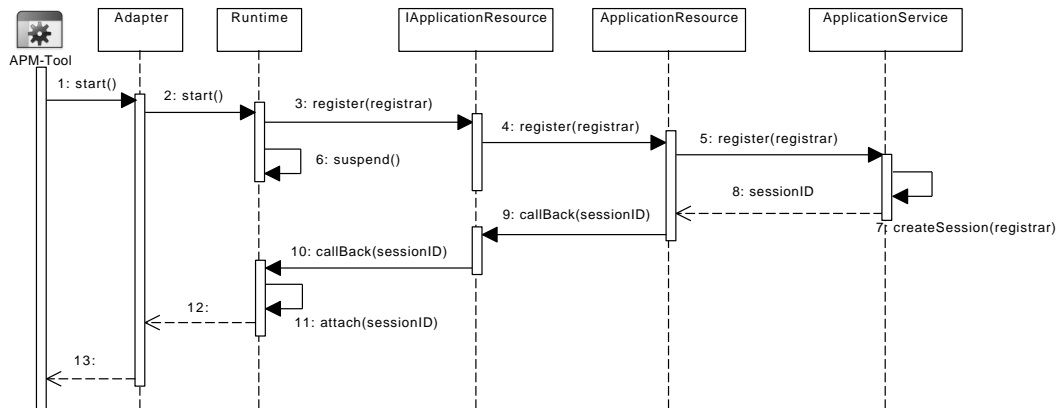 Adapter
Runtime
IApplicationResource
ApplicationResource
ApplicationService
APM-Tool
1: start()
2: start()
3: register(registrar)
4: register(registrar)
5: register(registrar)
6: suspend()
8: sessionID
9: callBack(sessionID)
7: createSession(registrar)
10: callBack(sessionID)
12:
11: attach(sessionID)
13: